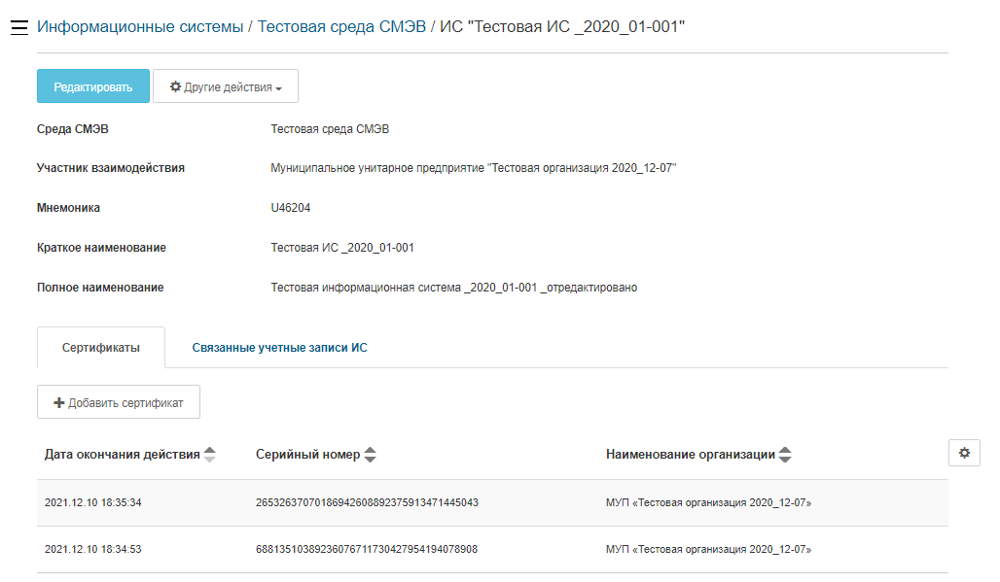 Информационные системы / Тестовая среда СМЭВ / ИС "Тестовая ИС _2020_01-001"
Редактировать Другие действия
Среда СМЭВ Тестовая среда СМЭВ
Участник взаимодействия Муниципальное унитарное предприятие "Тестовая организация 2020_12-07"
Мнемоника U46204
Краткое наименование Тестовая ИС _2020_01-001
Полное наименование Тестовая информационная система _2020_01-001 _отредактировано
Сертификаты Связанные учетные записи ИС
Добавить сертификат
Дата окончания действия Серийный номер Наименование организации
2021.12.10 18:35:34 265326370701869426088923759134714450​43 МУП «Тестовая организация 2020_12-07»
2021.12.10 18:34:53 68813510389236076711730427954194078908 МУП «Тестовая организация 2020_12-07»